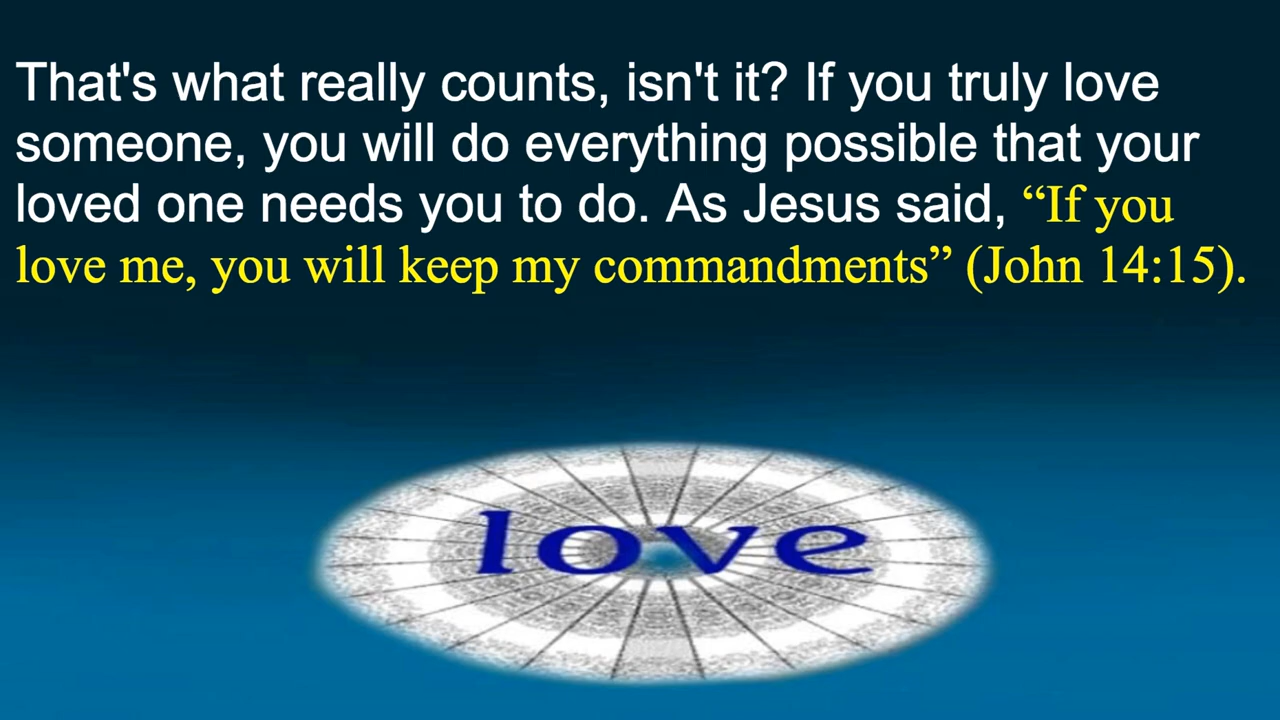 That's what really counts, isn't it? If you truly love
someone, you will do everything possible that your
loved one needs you to do. As Jesus said, “If you
love me, you will keep my commandments” (John 14:15).
love